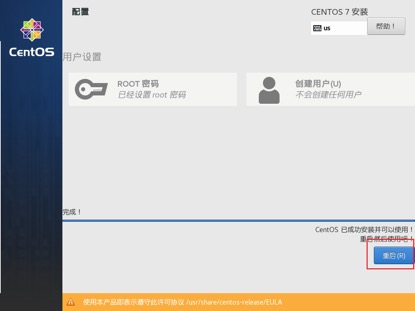 CentOS
配置
CENTOS 7 安装
us
帮助！
用户设置
ROOT 密码
已经设置 root 密码
创建用户(U)
不会创建任何用户
完成！
CentOS 已成功安装并可以使用！
重启然后使用吧！
重启(R)
使用本产品即表示遵守此许可协议 /usr/share/centos-release/EULA